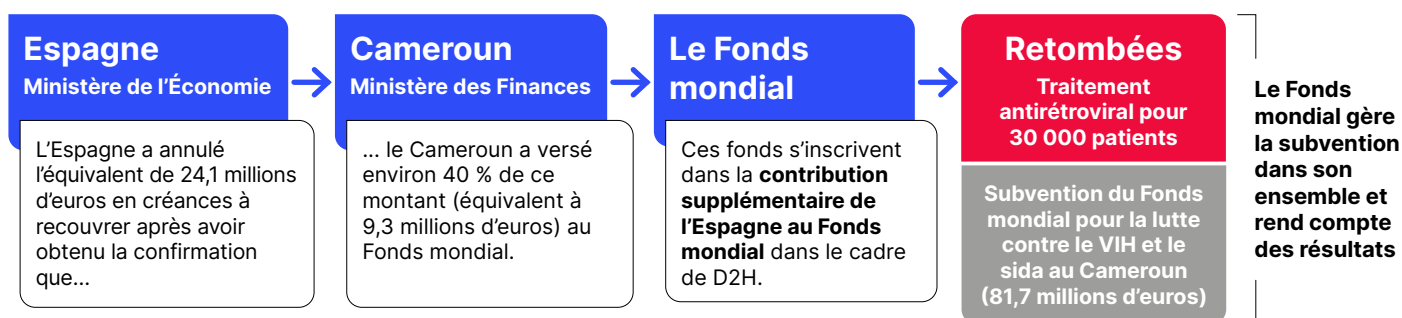 Espagne
Ministère de l’Économie
L’Espagne a annulé
l’équivalent de 24,1 millions
d’euros en créances à
recouvrer après avoir
obtenu la confirmation
que...
Cameroun
Ministère des Finances
... le Cameroun a versé
environ 40 % de ce
montant (équivalent à
9,3 millions d’euros) au
Fonds mondial.
Le Fonds
mondial
Ces fonds s’inscrivent
dans la contribution
supplémentaire de
l’Espagne au Fonds
mondial dans le cadre
de D2H.
Retombées
Traitement
antirétroviral pour
30 000 patients
Subvention du Fonds
mondial pour la lutte
contre le VIH et le
sida au Cameroun
(81,7 millions d’euros)
Le Fonds
mondial gère
la subvention
dans son
ensemble et
rend compte
des résultats